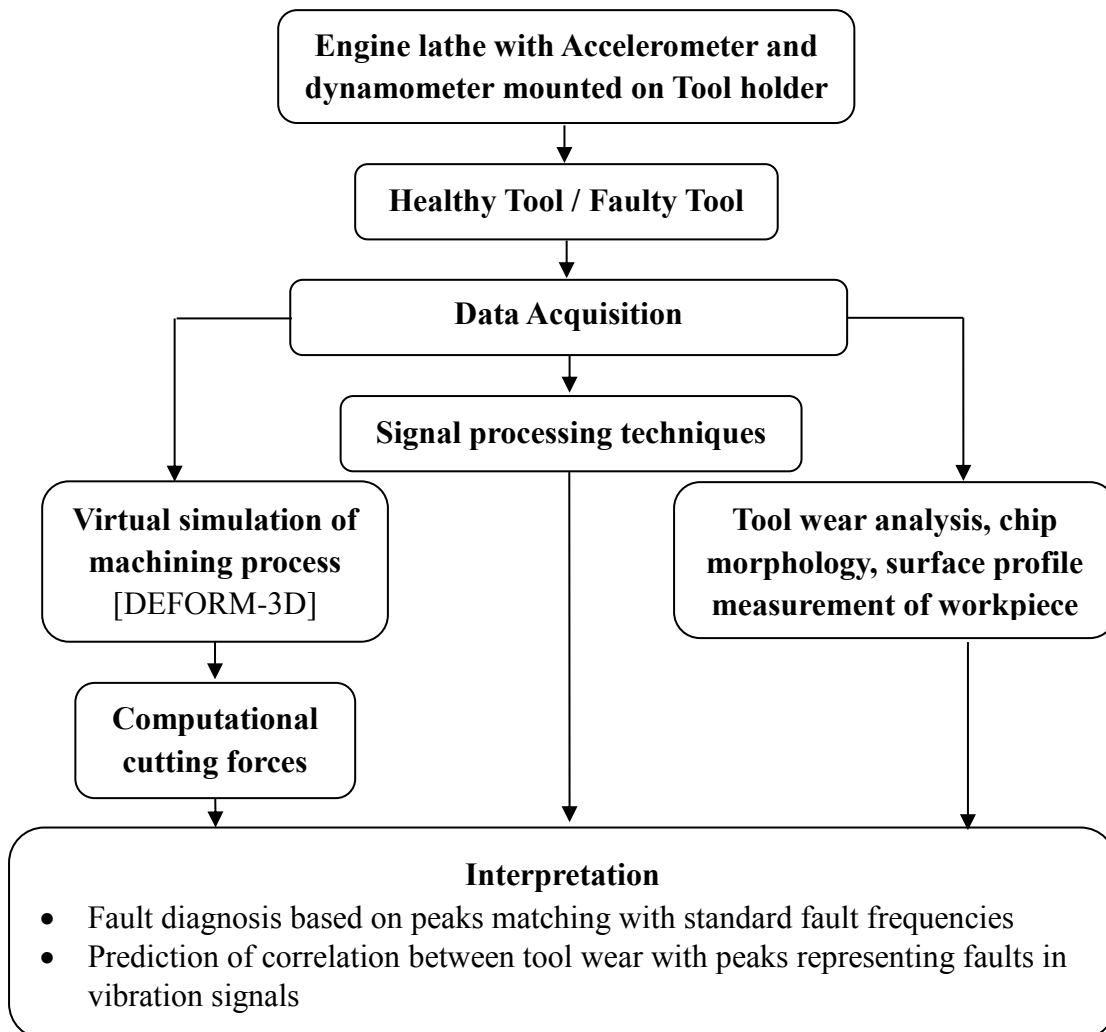 Engine lathe with Accelerometer and
dynamometer mounted on Tool holder
Healthy Tool / Faulty Tool
Data Acquisition
Signal processing techniques
Virtual simulation of
machining process
[DEFORM-3D]
Tool wear analysis, chip
morphology, surface profile
measurement of workpiece
Computational
cutting forces
Interpretation
• Fault diagnosis based on peaks matching with standard fault frequencies
• Prediction of correlation between tool wear with peaks representing faults in
vibration signals